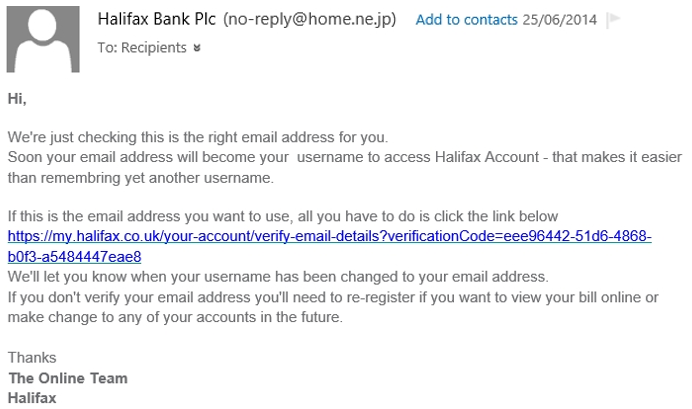 Halifax Bank Plc (no-reply@home.ne.jp) Add to contacts 25/06/2014
To: Recipients
Hi,
We're just checking this is the right email address for you.
Soon your email address will become your  username to access Halifax Account - that makes it easier
than remembring yet another username.
If this is the email address you want to use, all you have to do is click the link below
https://my.halifax.co.uk/your-account/verify-email-details?verificationCode=eee96442-51d6-4868-
b0f3-a5484447eae8
We'll let you know when your username has been changed to your email address.
If you don't verify your email address you'll need to re-register if you want to view your bill online or
make change to any of your accounts in the future.
Thanks
The Online Team
Halifax